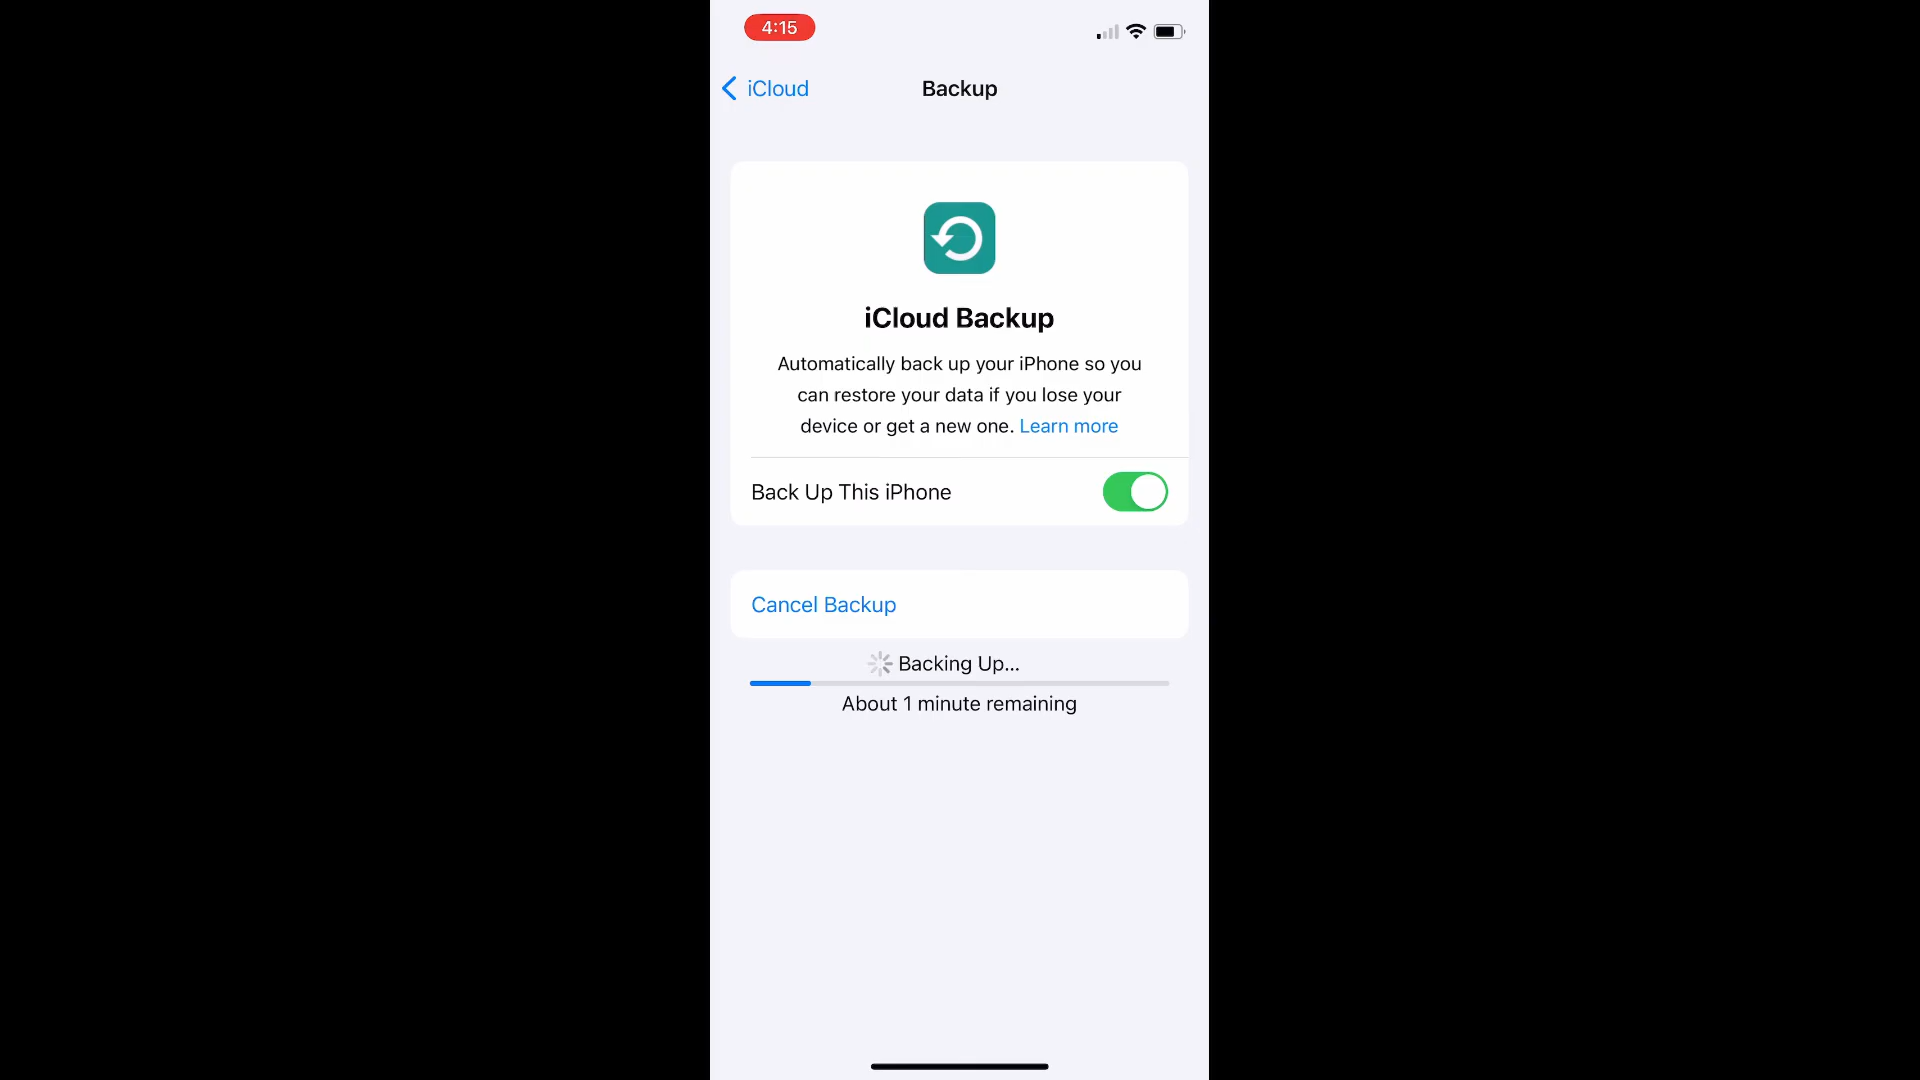 4:15
iCloud
Backup
iCloud Backup
Automatically back up your iPhone so you
can restore your data if you lose your
device or get a new one. Learn more
Back Up This iPhone
Cancel Backup
Backing Up...
About 1 minute remaining